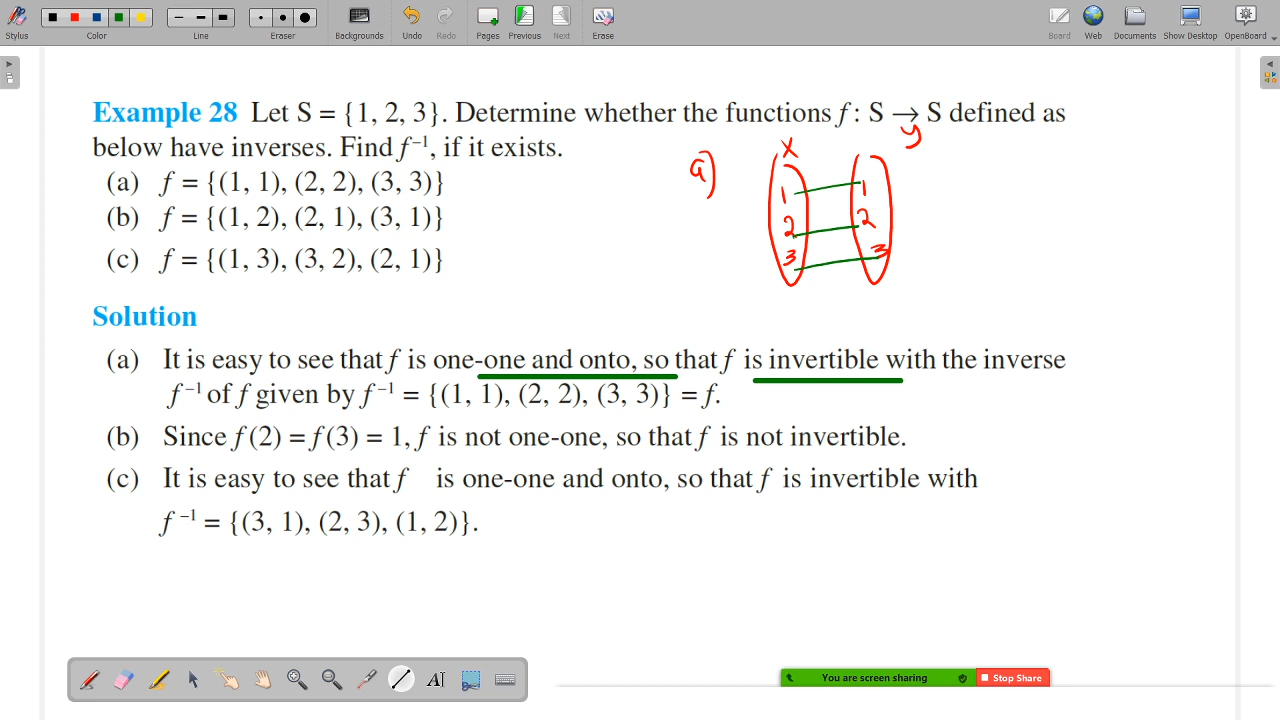 Stylus Color Line Eraser Backgrounds Undo Redo Pages Previous Next Erase Board Web Documents Show Desktop OpenBoard
Example 28 Let S = {1, 2, 3}. Determine whether the functions f : S → S defined as
below have inverses. Find f⁻¹, if it exists.
(a) f = {(1, 1), (2, 2), (3, 3)}
(b) f = {(1, 2), (2, 1), (3, 1)}
(c) f = {(1, 3), (3, 2), (2, 1)}
a) X y
1 1
2 2
3 3
Solution
(a) It is easy to see that f is one-one and onto, so that f is invertible with the inverse
f⁻¹ of f given by f⁻¹ = {(1, 1), (2, 2), (3, 3)} = f.
(b) Since f (2) = f (3) = 1, f is not one-one, so that f is not invertible.
(c) It is easy to see that f is one-one and onto, so that f is invertible with
f⁻¹ = {(3, 1), (2, 3), (1, 2)}.
You are screen sharing Stop Share